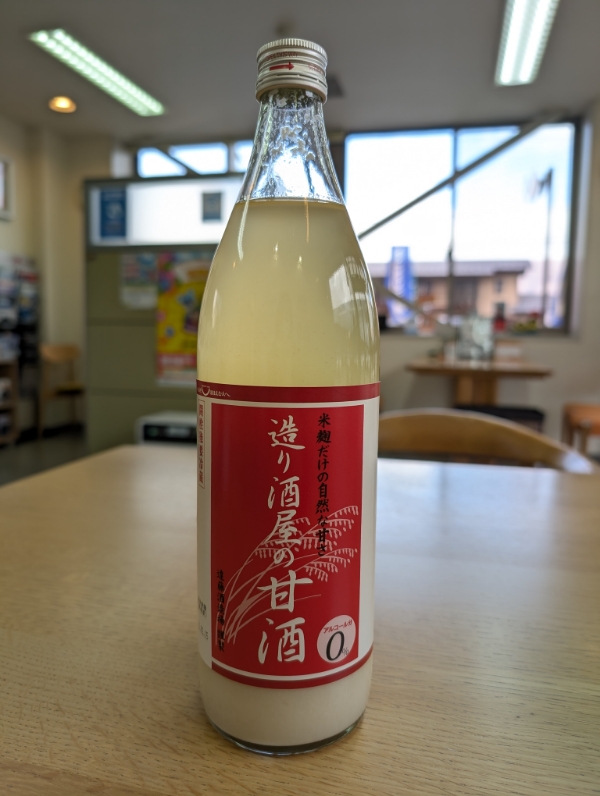 米麹だけの自然な甘さ
造り酒屋の甘酒
アルコール分
0%